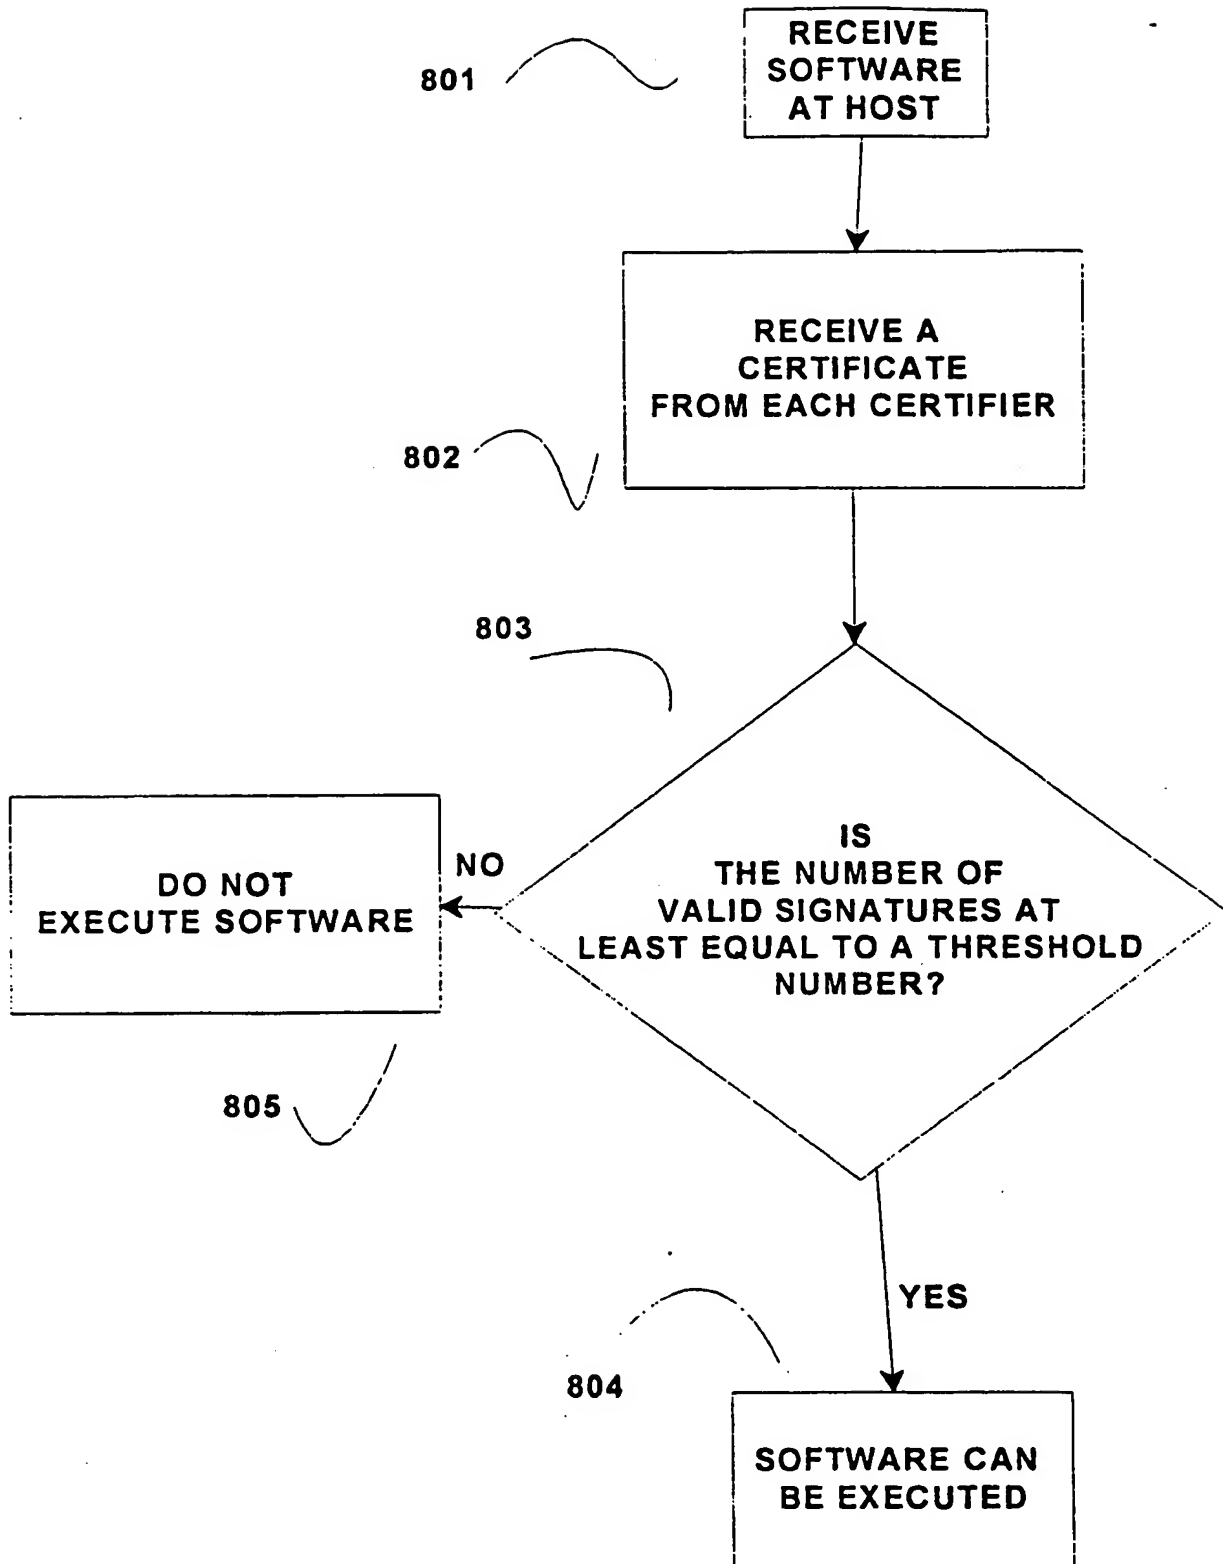 RECEIVE
SOFTWARE
AT HOST
801
RECEIVE A
CERTIFICATE
FROM EACH CERTIFIER
802
803
IS
THE NUMBER OF
VALID SIGNATURES AT
LEAST EQUAL TO A THRESHOLD
NUMBER?
NO
DO NOT
EXECUTE SOFTWARE
805
YES
804
SOFTWARE CAN
BE EXECUTED